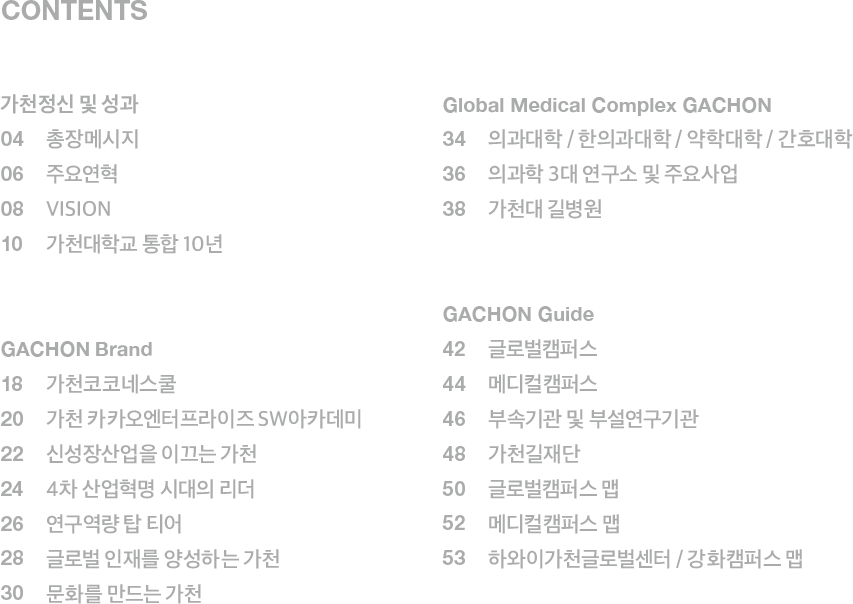 CONTENTS
가천정신 및 성과
04 총장메시지
06 주요연혁
08 VISION
10 가천대학교 통합 10년
GACHON Brand
18 가천코코네스쿨
20 가천 카카오엔터프라이즈 SW아카데미
22 신성장산업을 이끄는 가천
24 4차 산업혁명 시대의 리더
26 연구역량 탑 티어
28 글로벌 인재를 양성하는 가천
30 문화를 만드는 가천
Global Medical Complex GACHON
34 의과대학 / 한의과대학 / 약학대학 / 간호대학
36 의과학 3대 연구소 및 주요사업
38 가천대 길병원
GACHON Guide
42 글로벌캠퍼스
44 메디컬캠퍼스
46 부속기관 및 부설연구기관
48 가천길재단
50 글로벌캠퍼스 맵
52 메디컬캠퍼스 맵
53 하와이가천글로벌센터 / 강화캠퍼스 맵